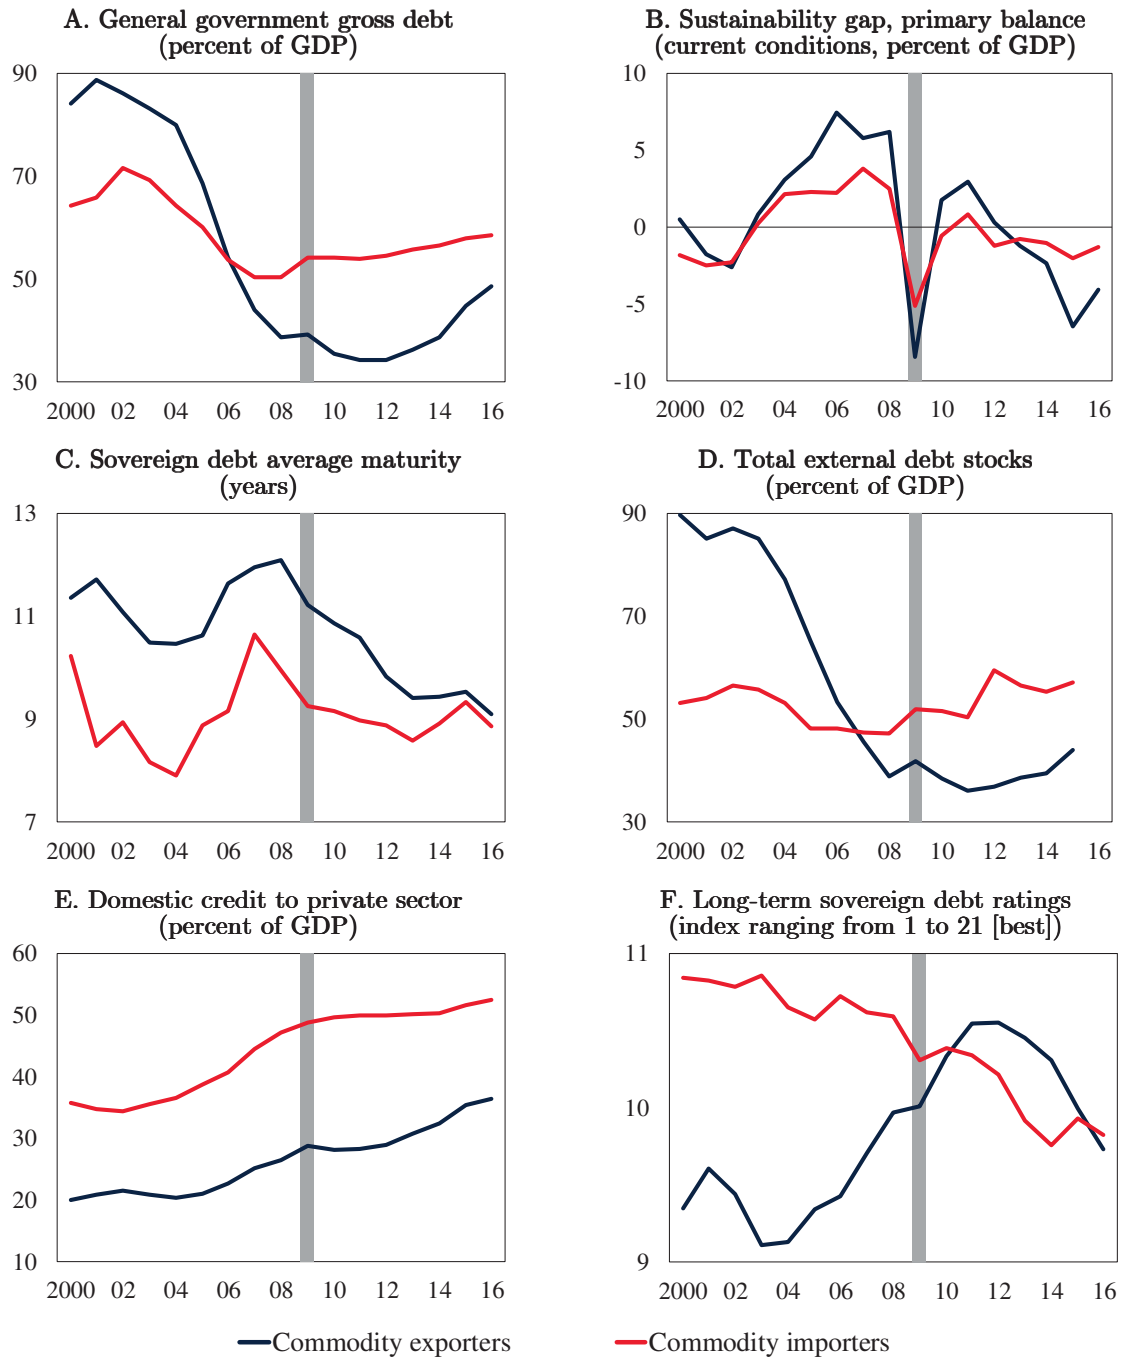 A. General government gross debt
(percent of GDP)
90
70
50
30
2000 02 04 06 08 10 12 14 16
B. Sustainability gap, primary balance
(current conditions, percent of GDP)
10
5
0
-5
-10
2000 02 04 06 08 10 12 14 16
C. Sovereign debt average maturity
(years)
13
11
9
7
2000 02 04 06 08 10 12 14 16
D. Total external debt stocks
(percent of GDP)
90
70
50
30
2000 02 04 06 08 10 12 14 16
E. Domestic credit to private sector
(percent of GDP)
60
50
40
30
20
10
2000 02 04 06 08 10 12 14 16
F. Long-term sovereign debt ratings
(index ranging from 1 to 21 [best])
11
10
9
2000 02 04 06 08 10 12 14 16
Commodity exporters
Commodity importers